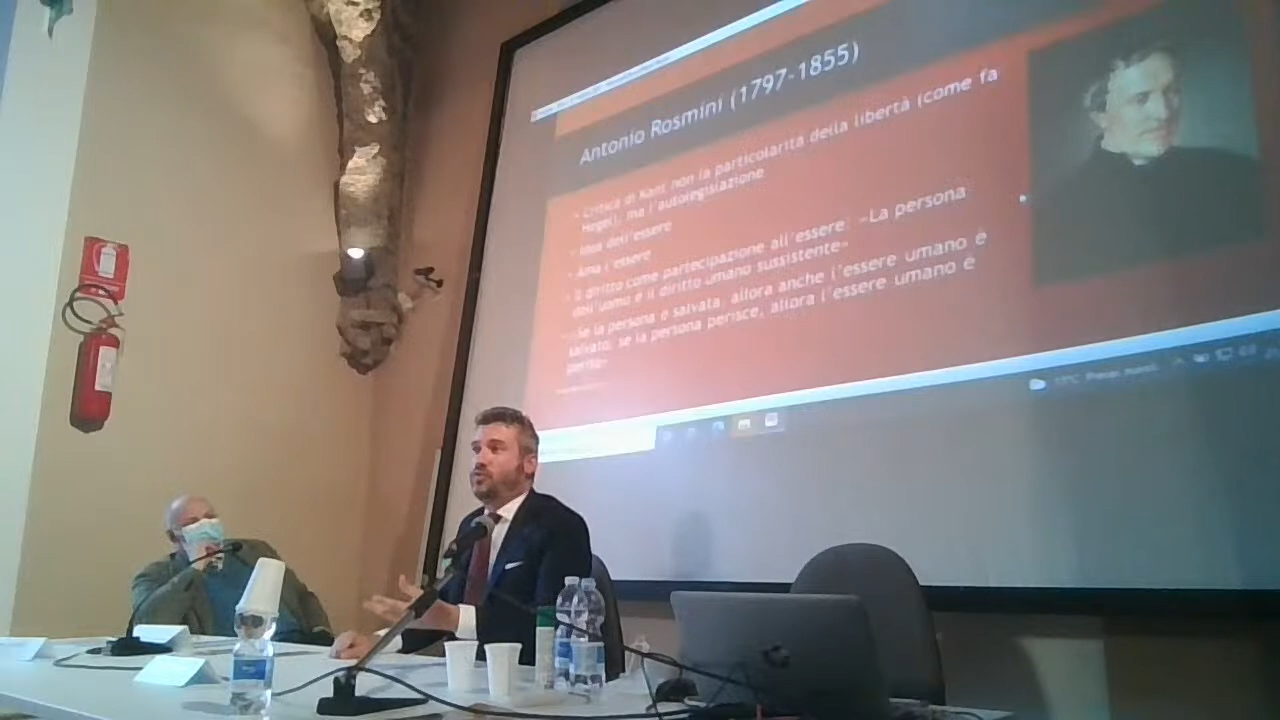 Antonio Rosmini (1797-1855)
Critica di Kant: non la particolarità della libertà (come fa
Hegel), ma l'autolegislazione
Idea dell'essere
Ama l'essere
Il diritto come partecipazione all'essere: «La persona
dell'uomo è il diritto umano sussistente»
«Se la persona è salvata, allora anche l'essere umano è
salvato; se la persona perisce, allora l'essere umano è
perito»